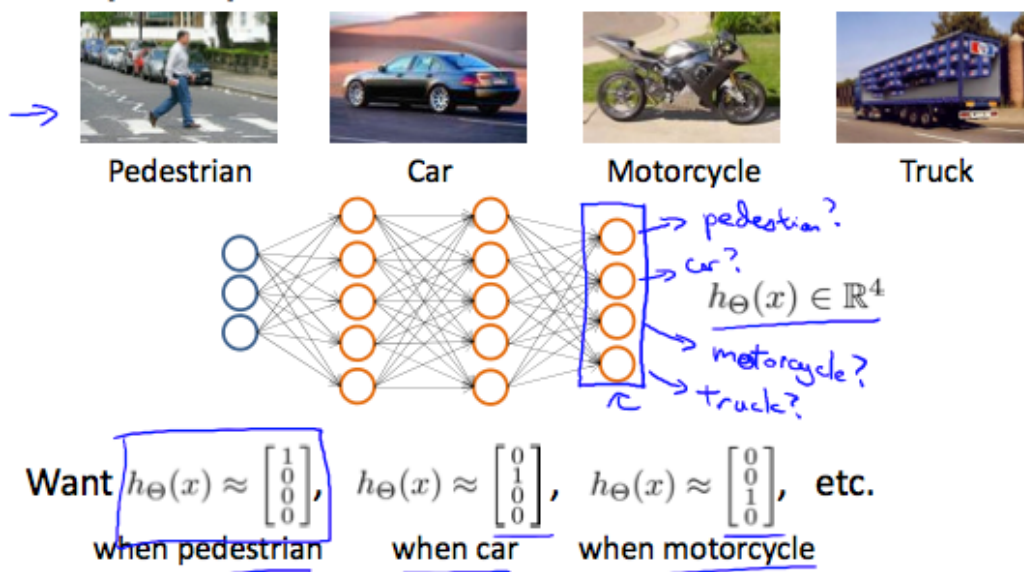 Pedestrian Car Motorcycle Truck
pedestrian?
car?
hΘ(x) ∈ ℝ⁴
motorcycle?
truck?
Want hΘ(x) ≈ [1 0 0 0], hΘ(x) ≈ [0 1 0 0], hΘ(x) ≈ [0 0 1 0], etc.
when pedestrian when car when motorcycle